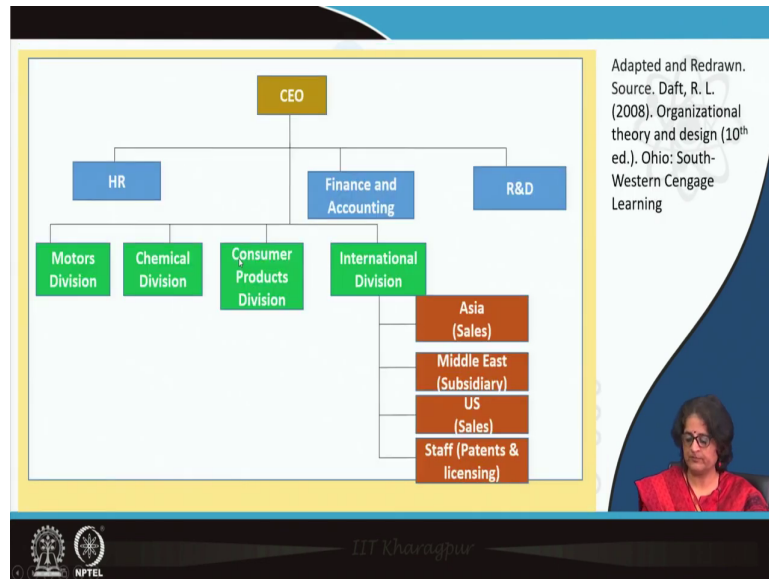 CEO
HR
Finance and
Accounting
R&D
Motors
Division
Chemical
Division
Consumer
Products
Division
International
Division
Asia
(Sales)
Middle East
(Subsidiary)
US
(Sales)
Staff (Patents &
licensing)
Adapted and Redrawn.
Source. Daft, R. L.
(2008). Organizational
theory and design (10th
ed.). Ohio: South-
Western Cengage
Learning
IIT Kharagpur
NPTEL